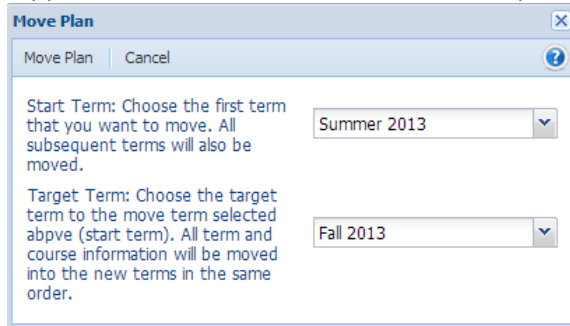 Move Plan
Move Plan Cancel
Start Term: Choose the first term
that you want to move. All
subsequent terms will also be
moved.
Summer 2013
Target Term: Choose the target
term to the move term selected
abpve (start term). All term and
course information will be moved
into the new terms in the same
order.
Fall 2013